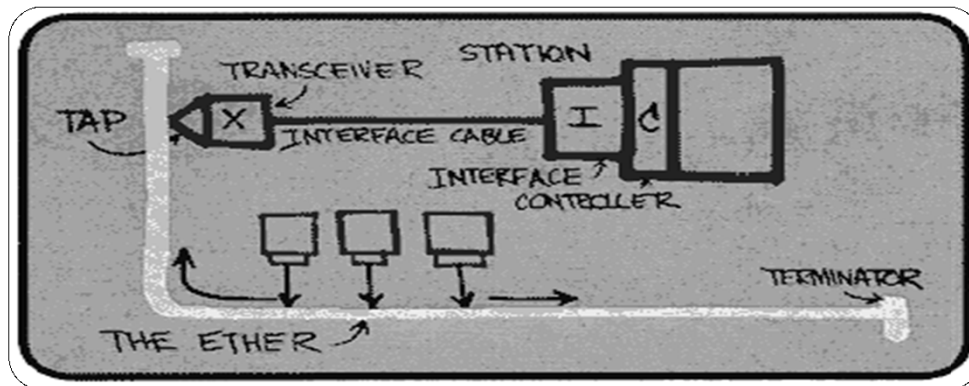 STATION
TRANSCEIVER
TAP
X
I
C
INTERFACE CABLE
INTERFACE
CONTROLLER
TERMINATOR
THE ETHER